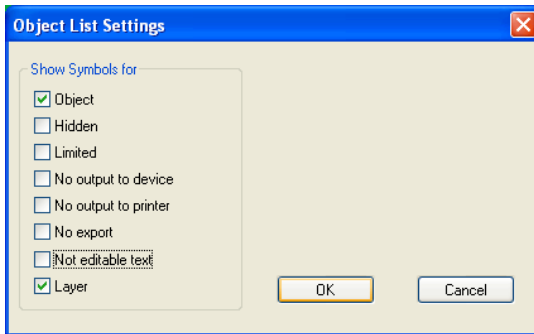 Object List Settings
Show Symbols for
Object
Hidden
Limited
No output to device
No output to printer
No export
Not editable text
Layer
OK
Cancel